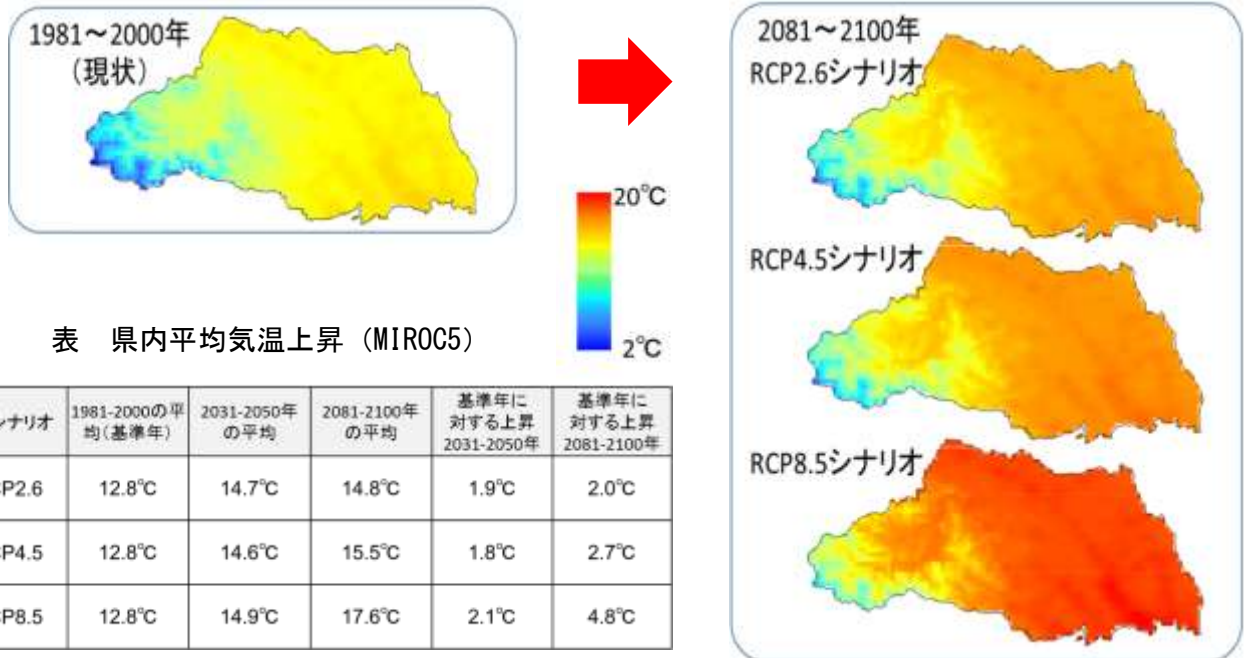 1981～2000年
(現状)
2081～2100年
RCP2.6シナリオ
RCP4.5シナリオ
RCP8.5シナリオ
20℃
2℃
表　県内平均気温上昇 (MIROC5)
ナリオ
1981-2000の平
均(基準年)
2031-2050年
の平均
2081-2100年
の平均
基準年に
対する上昇
2031-2050年
基準年に
対する上昇
2081-2100年
P2.6 12.8℃ 14.7℃ 14.8℃ 1.9℃ 2.0℃
P4.5 12.8℃ 14.6℃ 15.5℃ 1.8℃ 2.7℃
P8.5 12.8℃ 14.9℃ 17.6℃ 2.1℃ 4.8℃